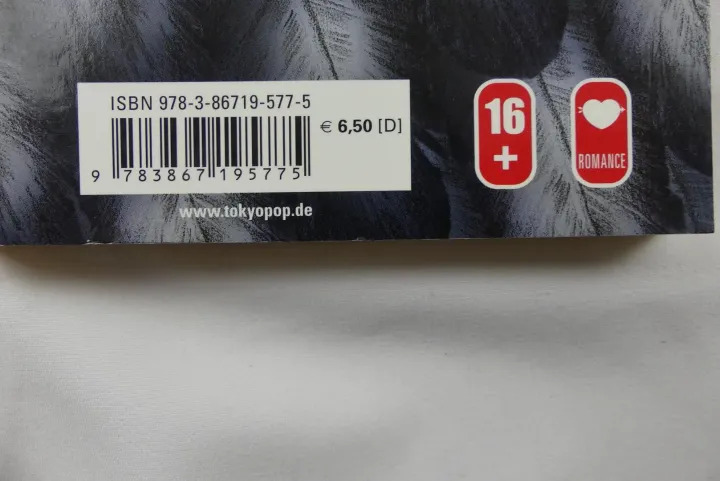 ISBN 978-3-86719-577-5
€ 6,50 [D]
9 783867 195775
www.tokyopop.de
16
+
ROMANCE